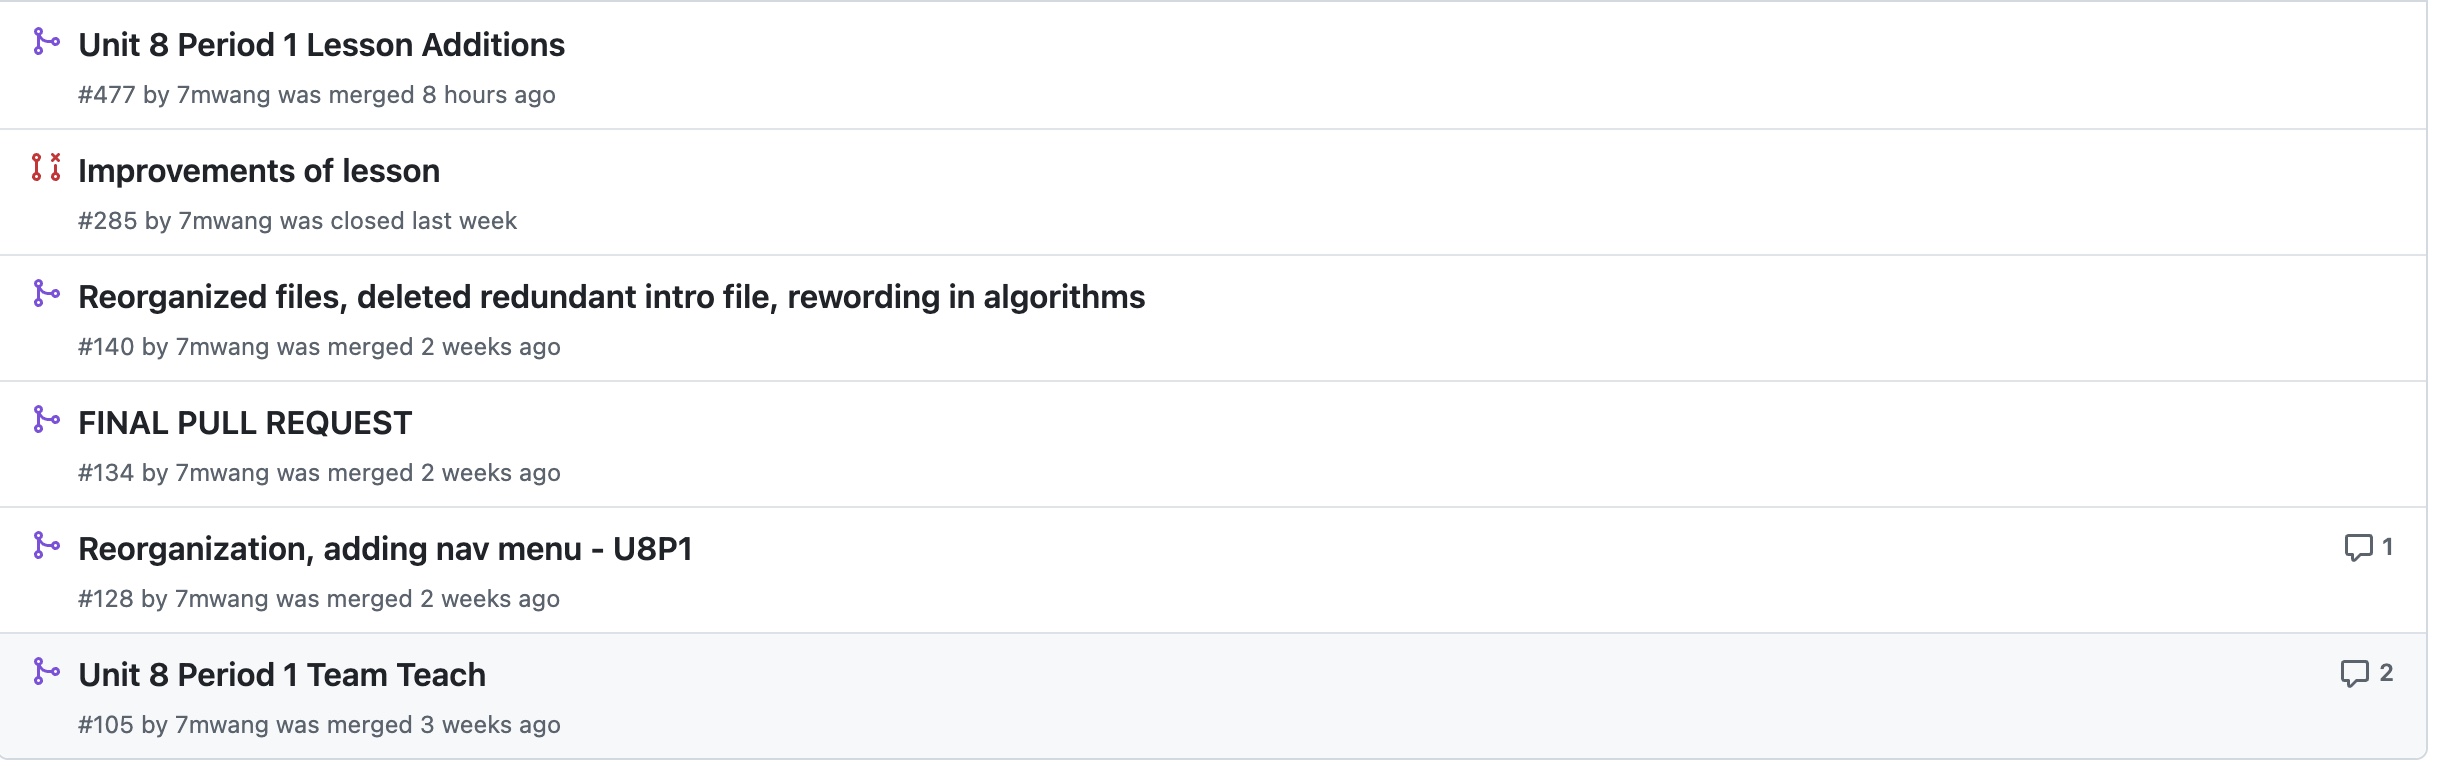 Unit 8 Period 1 Lesson Additions
#477 by 7mwang was merged 8 hours ago
Improvements of lesson
#285 by 7mwang was closed last week
Reorganized files, deleted redundant intro file, rewording in algorithms
#140 by 7mwang was merged 2 weeks ago
FINAL PULL REQUEST
#134 by 7mwang was merged 2 weeks ago
Reorganization, adding nav menu - U8P1
1
#128 by 7mwang was merged 2 weeks ago
Unit 8 Period 1 Team Teach
2
#105 by 7mwang was merged 3 weeks ago